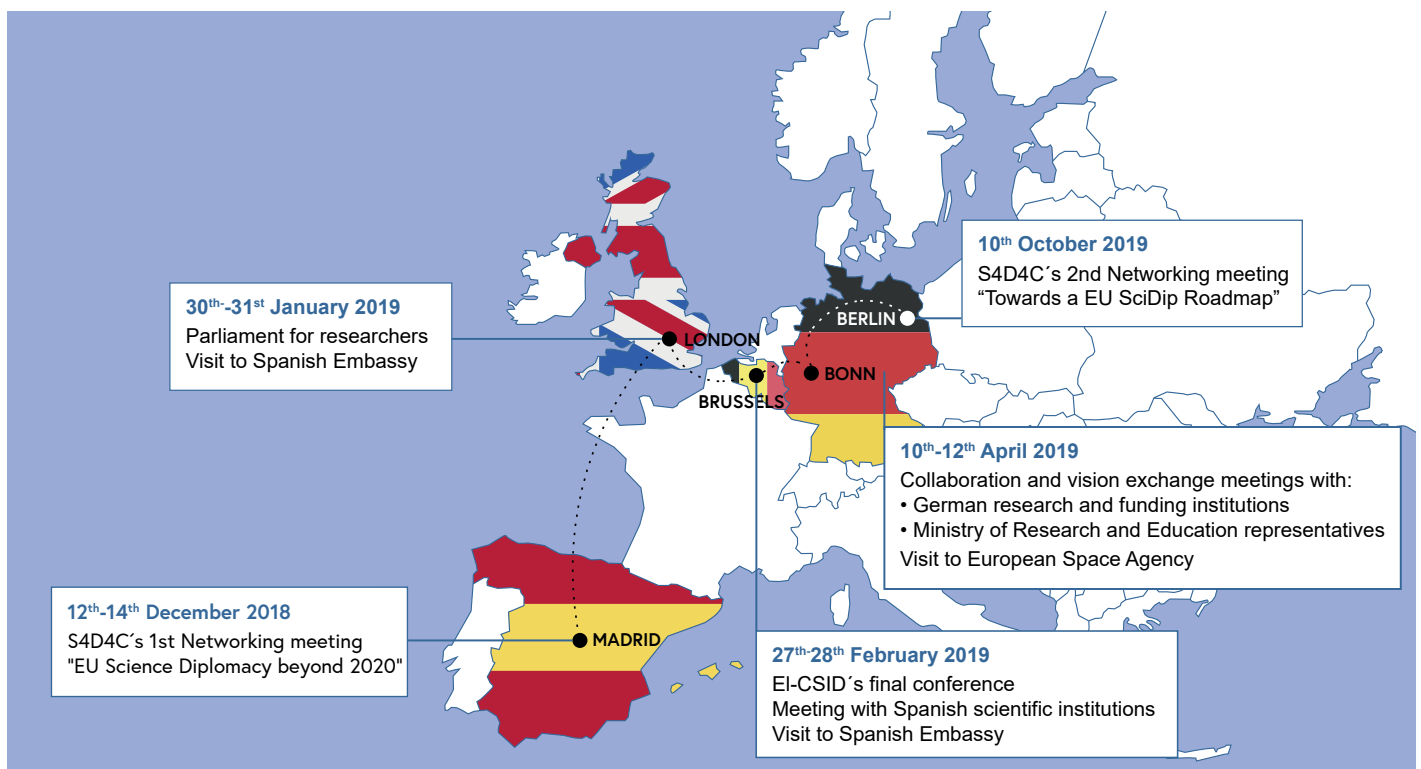 10th October 2019
S4D4C´s 2nd Networking meeting
“Towards a EU SciDip Roadmap”
30th-31st January 2019
Parliament for researchers
Visit to Spanish Embassy
BERLIN
LONDON
BONN
BRUSSELS
10th-12th April 2019
Collaboration and vision exchange meetings with:
• German research and funding institutions
• Ministry of Research and Education representatives
Visit to European Space Agency
12th-14th December 2018
S4D4C´s 1st Networking meeting
"EU Science Diplomacy beyond 2020"
MADRID
27th-28th February 2019
EI-CSID´s final conference
Meeting with Spanish scientific institutions
Visit to Spanish Embassy